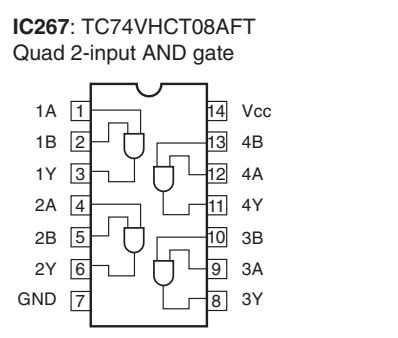 IC267: TC74VHCT08AFT
Quad 2-input AND gate
1A 1 14 Vcc
1B 2 13 4B
1Y 3 12 4A
2A 4 11 4Y
2B 5 10 3B
2Y 6 9 3A
GND 7 8 3Y